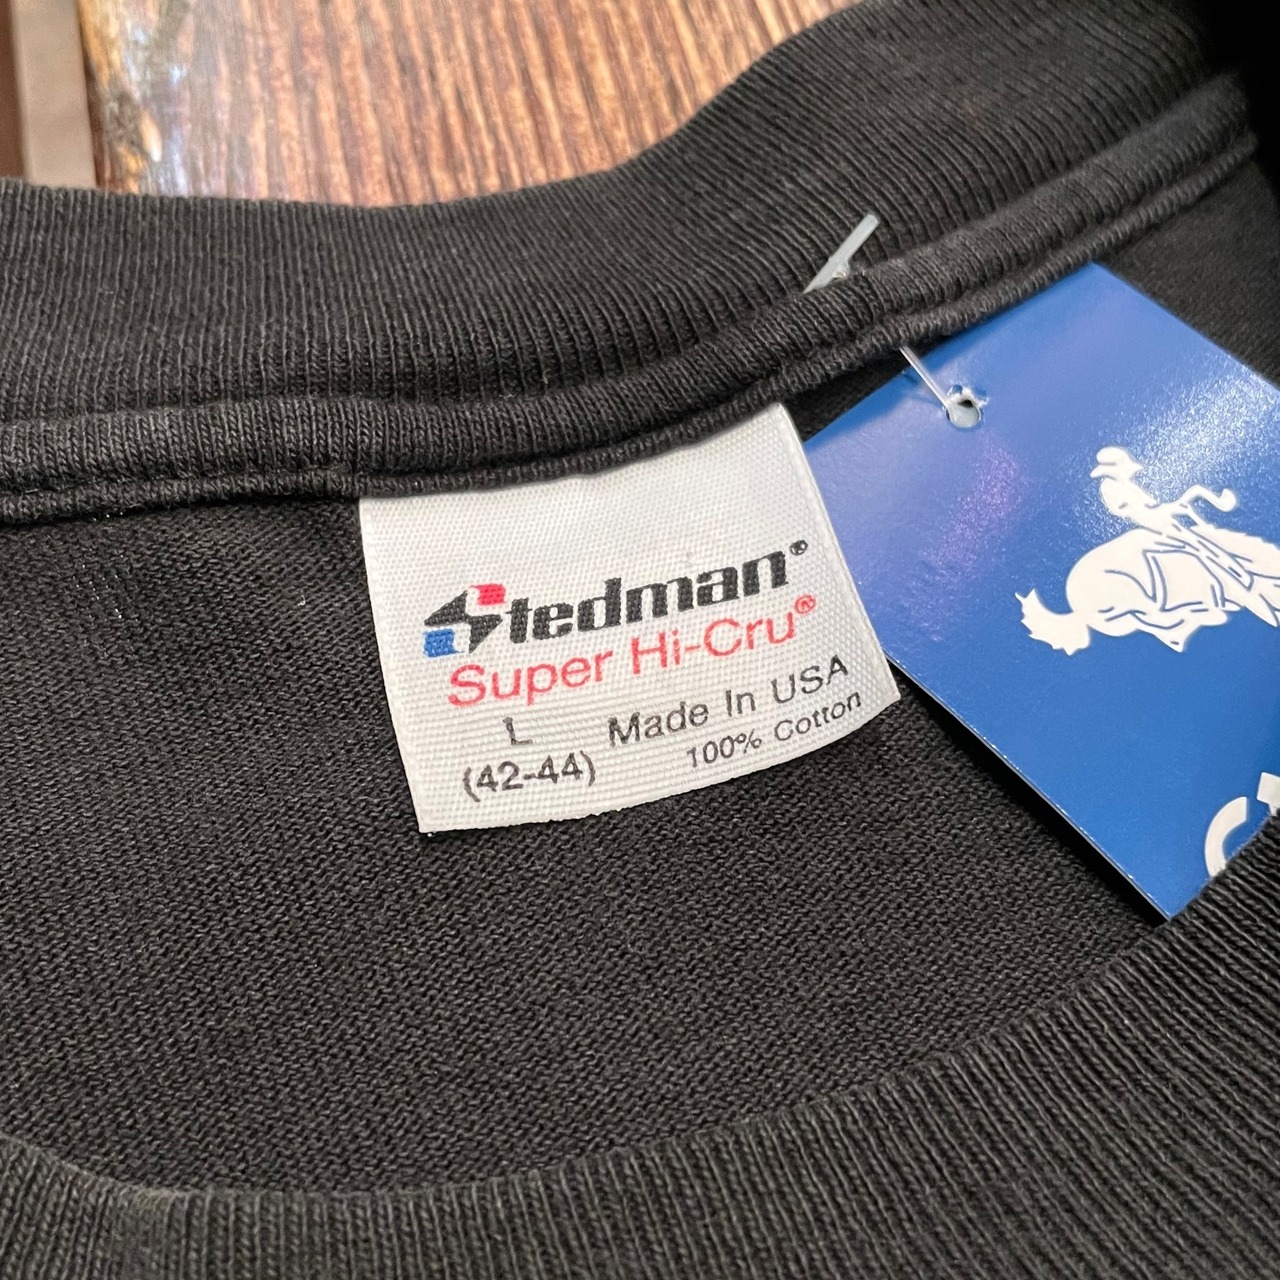 Stedman®
Super Hi-Cru®
L Made In USA
(42-44) 100% Cotton